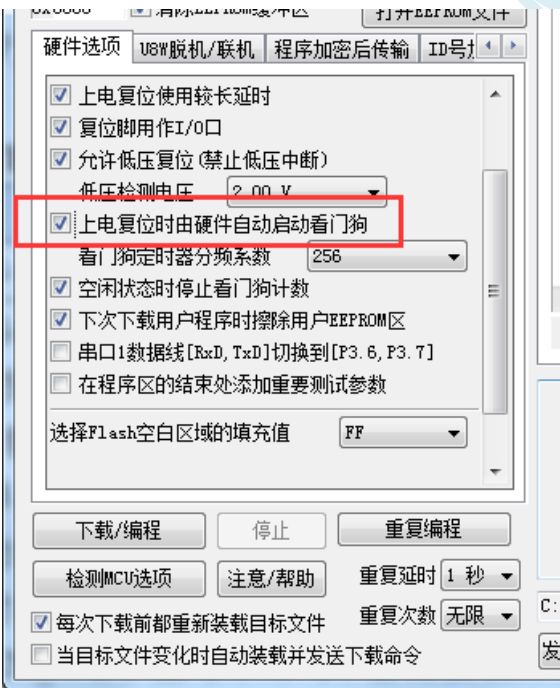 清除EEPROM缓冲区 打开EEPROM文件
硬件选项 U8W脱机/联机 程序加密后传输 ID号
上电复位使用较长延时
复位脚用作I/O口
允许低压复位(禁止低压中断)
低压检测电压 2.00 V
上电复位时由硬件自动启动看门狗
看门狗定时器分频系数 256
空闲状态时停止看门狗计数
下次下载用户程序时擦除用户EEPROM区
串口1数据线[RxD,TxD]切换到[P3.6,P3.7]
在程序区的结束处添加重要测试参数
选择Flash空白区域的填充值 FF
下载/编程 停止 重复编程
检测MCU选项 注意/帮助 重复延时 1 秒
每次下载前都重新装载目标文件 重复次数 无限
C:
当目标文件变化时自动装载并发送下载命令
发